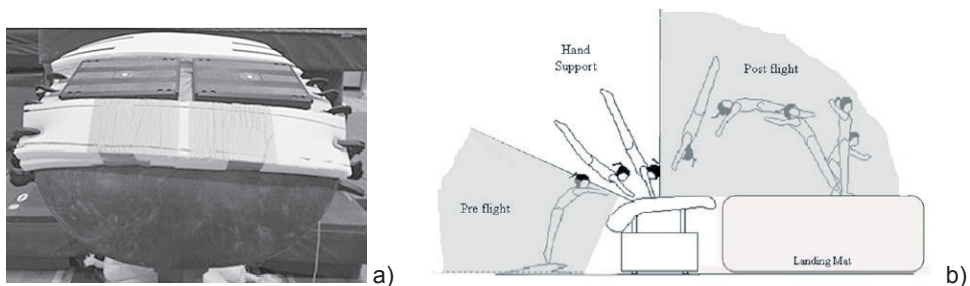 a)
Hand
Support
Post flight
Pre flight
Landing Mat
b)